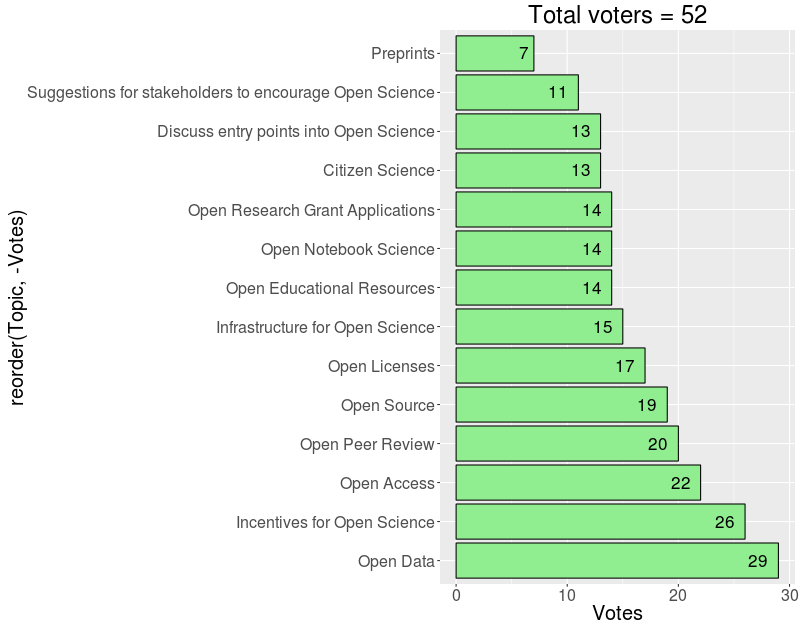 Total voters = 52
Preprints 7
Suggestions for stakeholders to encourage Open Science 11
Discuss entry points into Open Science 13
Citizen Science 13
Open Research Grant Applications 14
Open Notebook Science 14
Open Educational Resources 14
Infrastructure for Open Science 15
Open Licenses 17
Open Source 19
Open Peer Review 20
Open Access 22
Incentives for Open Science 26
Open Data 29
reorder(Topic, -Votes)
0 10 20 30
Votes